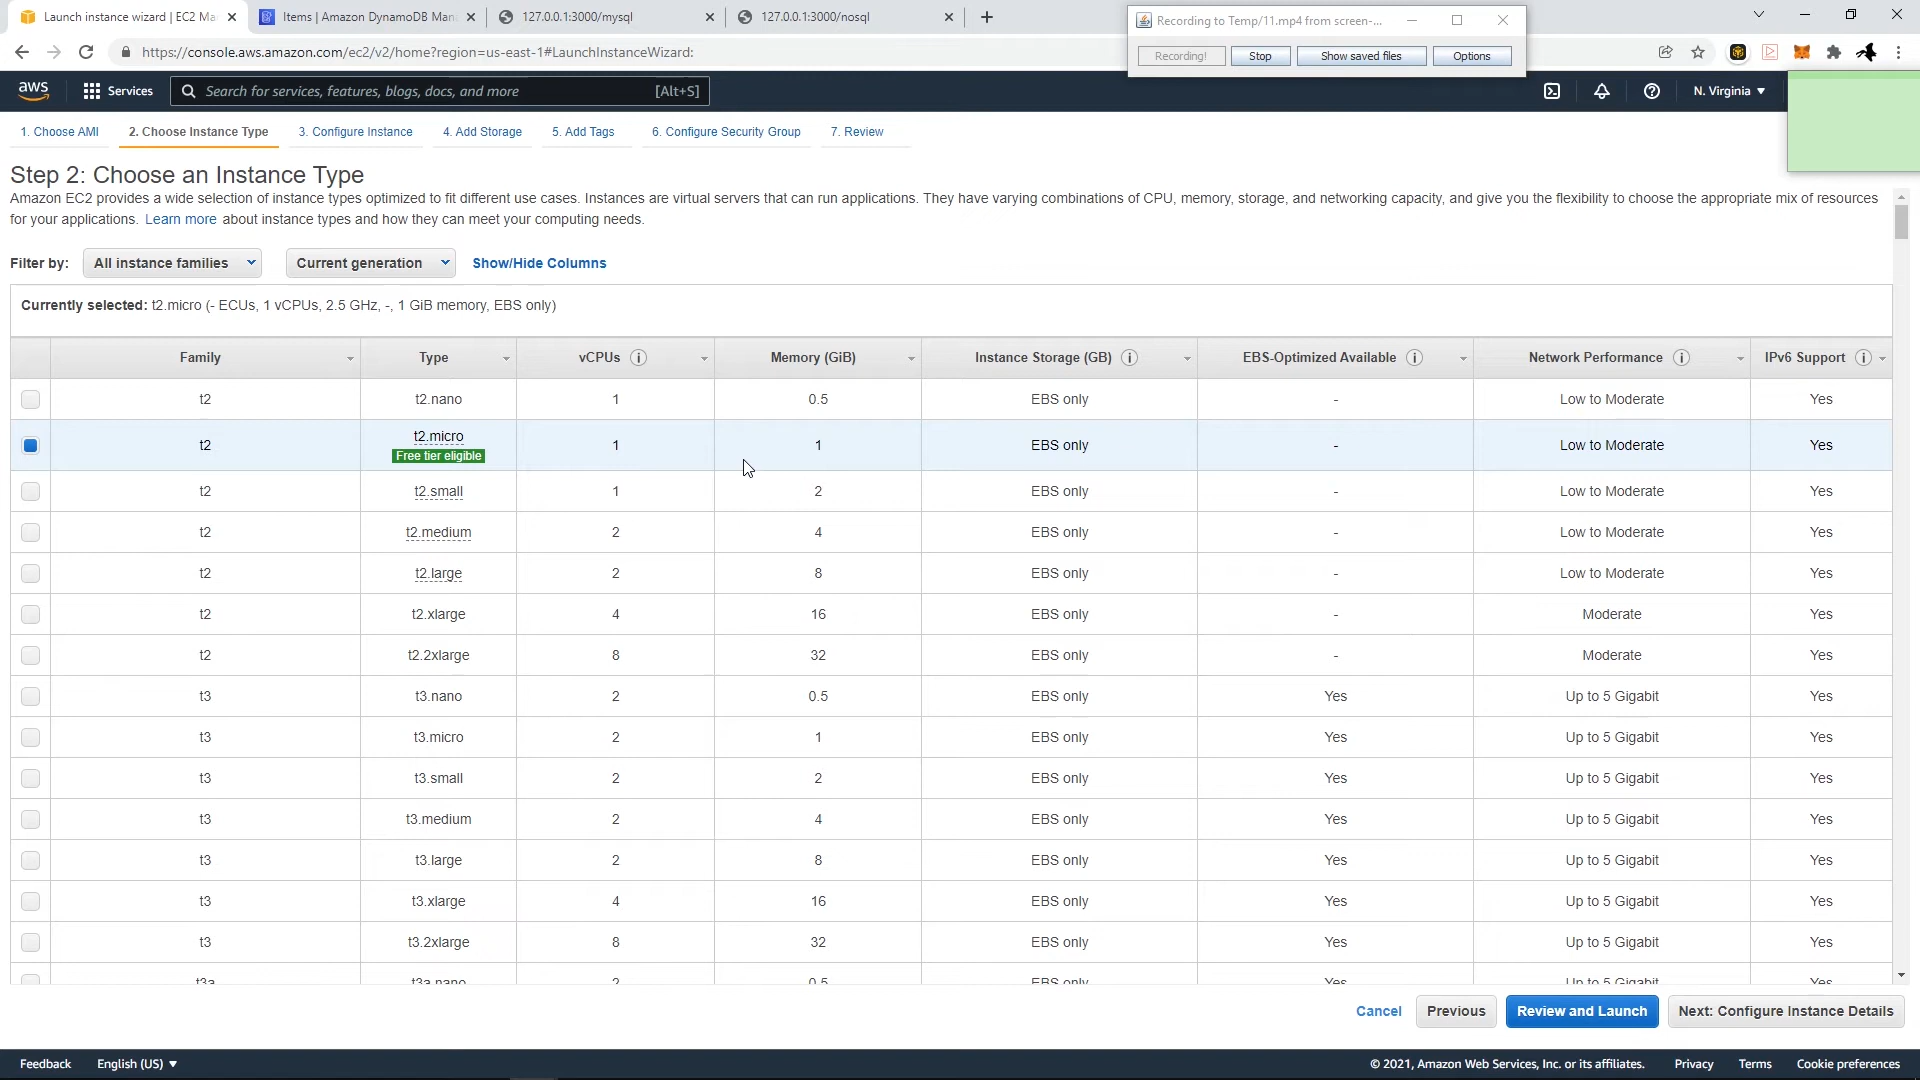 Launch instance wizard | EC2 Ma
Items | Amazon DynamoDB Man
127.0.0.1:3000/mysql
127.0.0.1:3000/nosql
Recording to Temp/11.mp4 from screen-...
Recording!
Stop
Show saved files
Options
https://console.aws.amazon.com/ec2/v2/home?region=us-east-1#LaunchInstanceWizard:
aws
Services
Search for services, features, blogs, docs, and more
[Alt+S]
N. Virginia
1. Choose AMI
2. Choose Instance Type
3. Configure Instance
4. Add Storage
5. Add Tags
6. Configure Security Group
7. Review
Step 2: Choose an Instance Type
Amazon EC2 provides a wide selection of instance types optimized to fit different use cases. Instances are virtual servers that can run applications. They have varying combinations of CPU, memory, storage, and networking capacity, and give you the flexibility to choose the appropriate mix of resources
for your applications. Learn more about instance types and how they can meet your computing needs.
Filter by: All instance families Current generation Show/Hide Columns
Currently selected: t2.micro (- ECUs, 1 vCPUs, 2.5 GHz, -, 1 GiB memory, EBS only)
Family Type vCPUs Memory (GiB) Instance Storage (GB) EBS-Optimized Available Network Performance IPv6 Support
t2 t2.nano 1 0.5 EBS only - Low to Moderate Yes
t2 t2.micro 1 1 EBS only - Low to Moderate Yes
Free tier eligible
t2 t2.small 1 2 EBS only - Low to Moderate Yes
t2 t2.medium 2 4 EBS only - Low to Moderate Yes
t2 t2.large 2 8 EBS only - Low to Moderate Yes
t2 t2.xlarge 4 16 EBS only - Moderate Yes
t2 t2.2xlarge 8 32 EBS only - Moderate Yes
t3 t3.nano 2 0.5 EBS only Yes Up to 5 Gigabit Yes
t3 t3.micro 2 1 EBS only Yes Up to 5 Gigabit Yes
t3 t3.small 2 2 EBS only Yes Up to 5 Gigabit Yes
t3 t3.medium 2 4 EBS only Yes Up to 5 Gigabit Yes
t3 t3.large 2 8 EBS only Yes Up to 5 Gigabit Yes
t3 t3.xlarge 4 16 EBS only Yes Up to 5 Gigabit Yes
t3 t3.2xlarge 8 32 EBS only Yes Up to 5 Gigabit Yes
t3a t3a.nano 2 0.5 EBS only Yes Up to 5 Gigabit Yes
Cancel
Previous
Review and Launch
Next: Configure Instance Details
Feedback
English (US)
© 2021, Amazon Web Services, Inc. or its affiliates.
Privacy
Terms
Cookie preferences